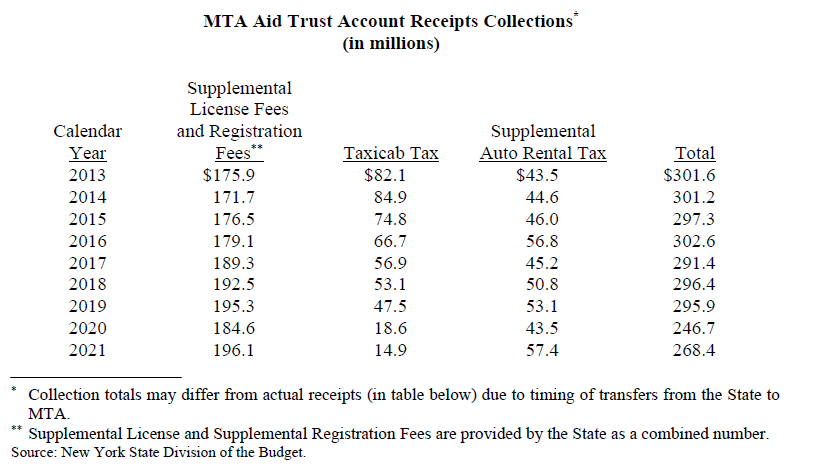 MTA Aid Trust Account Receipts Collections*
(in millions)
Supplemental
License Fees
Calendar and Registration Supplemental
Year Fees** Taxicab Tax Auto Rental Tax Total
2013 $175.9 $82.1 $43.5 $301.6
2014 171.7 84.9 44.6 301.2
2015 176.5 74.8 46.0 297.3
2016 179.1 66.7 56.8 302.6
2017 189.3 56.9 45.2 291.4
2018 192.5 53.1 50.8 296.4
2019 195.3 47.5 53.1 295.9
2020 184.6 18.6 43.5 246.7
2021 196.1 14.9 57.4 268.4
* Collection totals may differ from actual receipts (in table below) due to timing of transfers from the State to
MTA.
** Supplemental License and Supplemental Registration Fees are provided by the State as a combined number.
Source: New York State Division of the Budget.